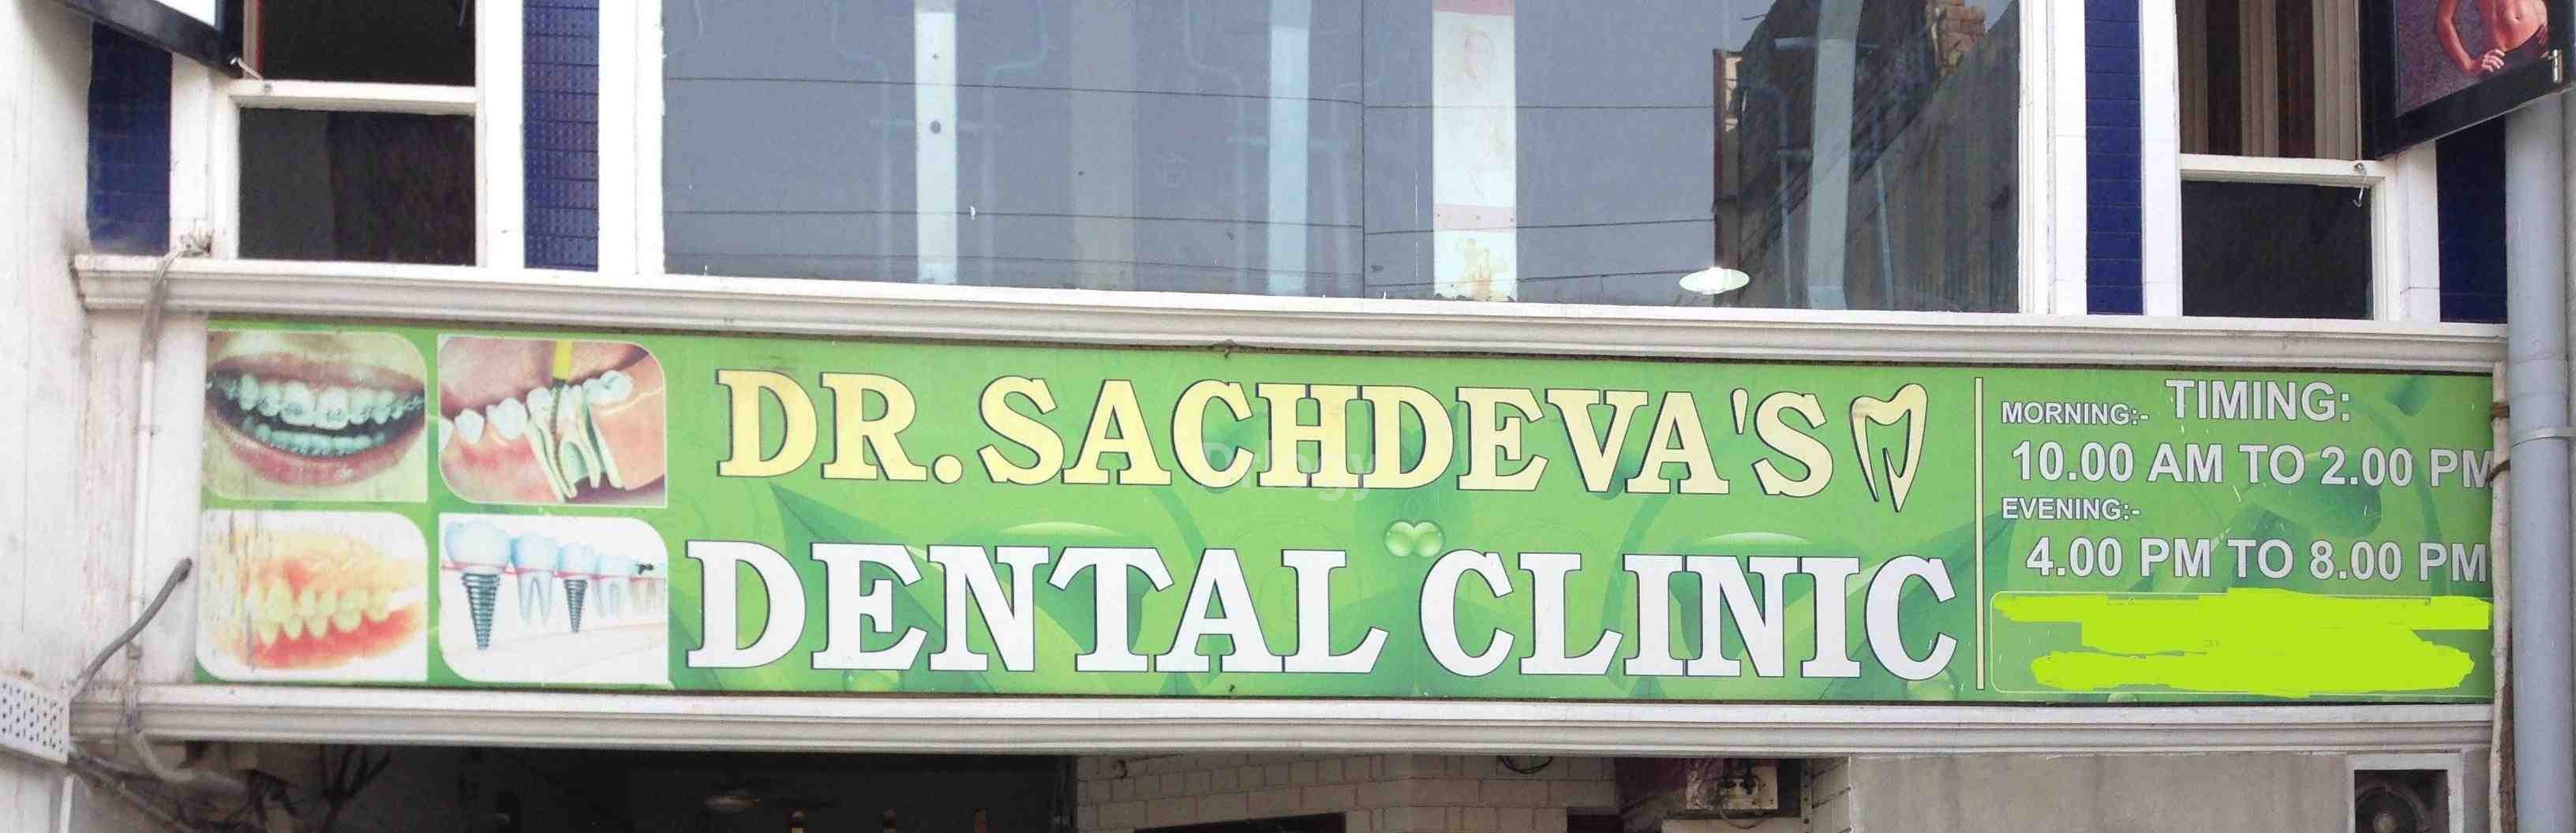 DR. SACHDEVA'S
DENTAL CLINIC
TIMING:
MORNING:-
10.00 AM TO 2.00 PM
EVENING:-
4.00 PM TO 8.00 PM